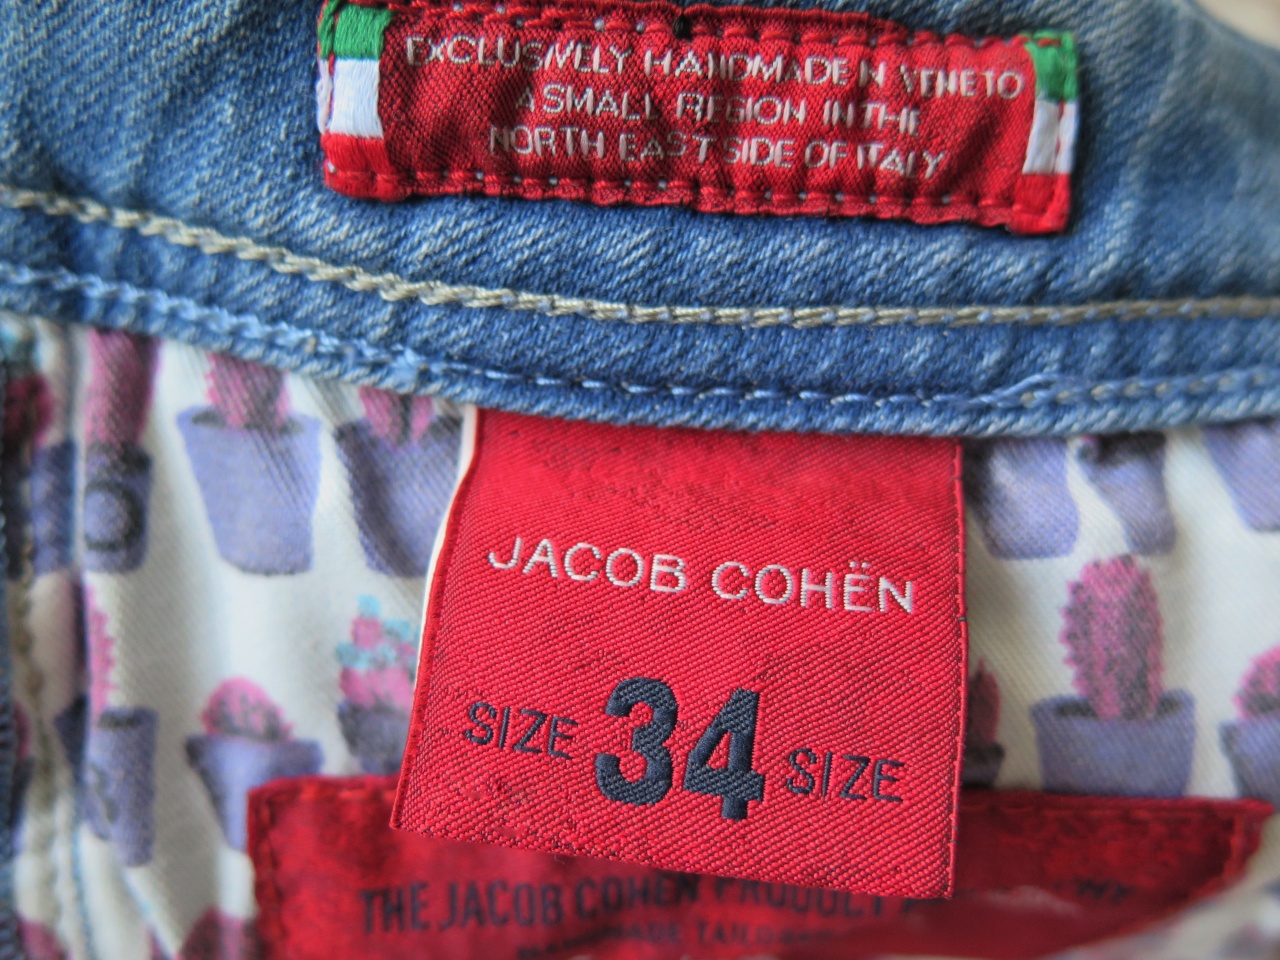 EXCLUSIVELY HANDMADE IN VENETO
A SMALL REGION IN THE
NORTH EAST SIDE OF ITALY
JACOB COHËN
SIZE 34 SIZE
THE JACOB COHËN PRODUCT